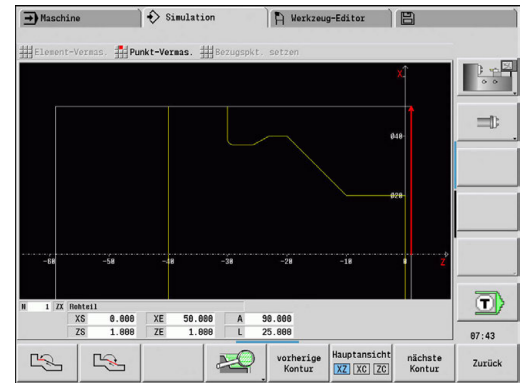 Maschine Simulation Werkzeug-Editor
Element-Vermas. Punkt-Vermas. Bezugspkt. setzen
X
Ø40
Ø20
-60 -50 -40 -30 -20 -10 0 Z
N 1 ZX Rohteil
XS 0.000 XE 50.000 A 90.000
ZS 1.000 ZE 1.000 L 25.000
T
07:43
vorherige Kontur
Hauptansicht
XZ XC ZC
nächste Kontur
Zurück